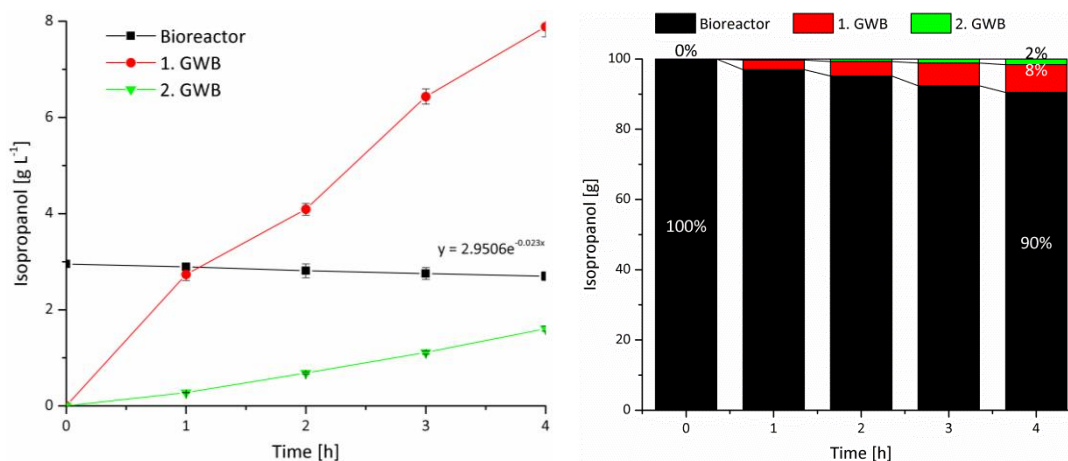 Isopropanol [g L⁻¹]
8
6
4
2
0
Bioreactor
1. GWB
2. GWB
y = 2.9506e^-0.023x
0 1 2 3 4
Time [h]
Bioreactor 1. GWB 2. GWB
Isopropanol [g]
100
80
60
40
20
0
0% 2%
8%
100% 90%
0 1 2 3 4
Time [h]